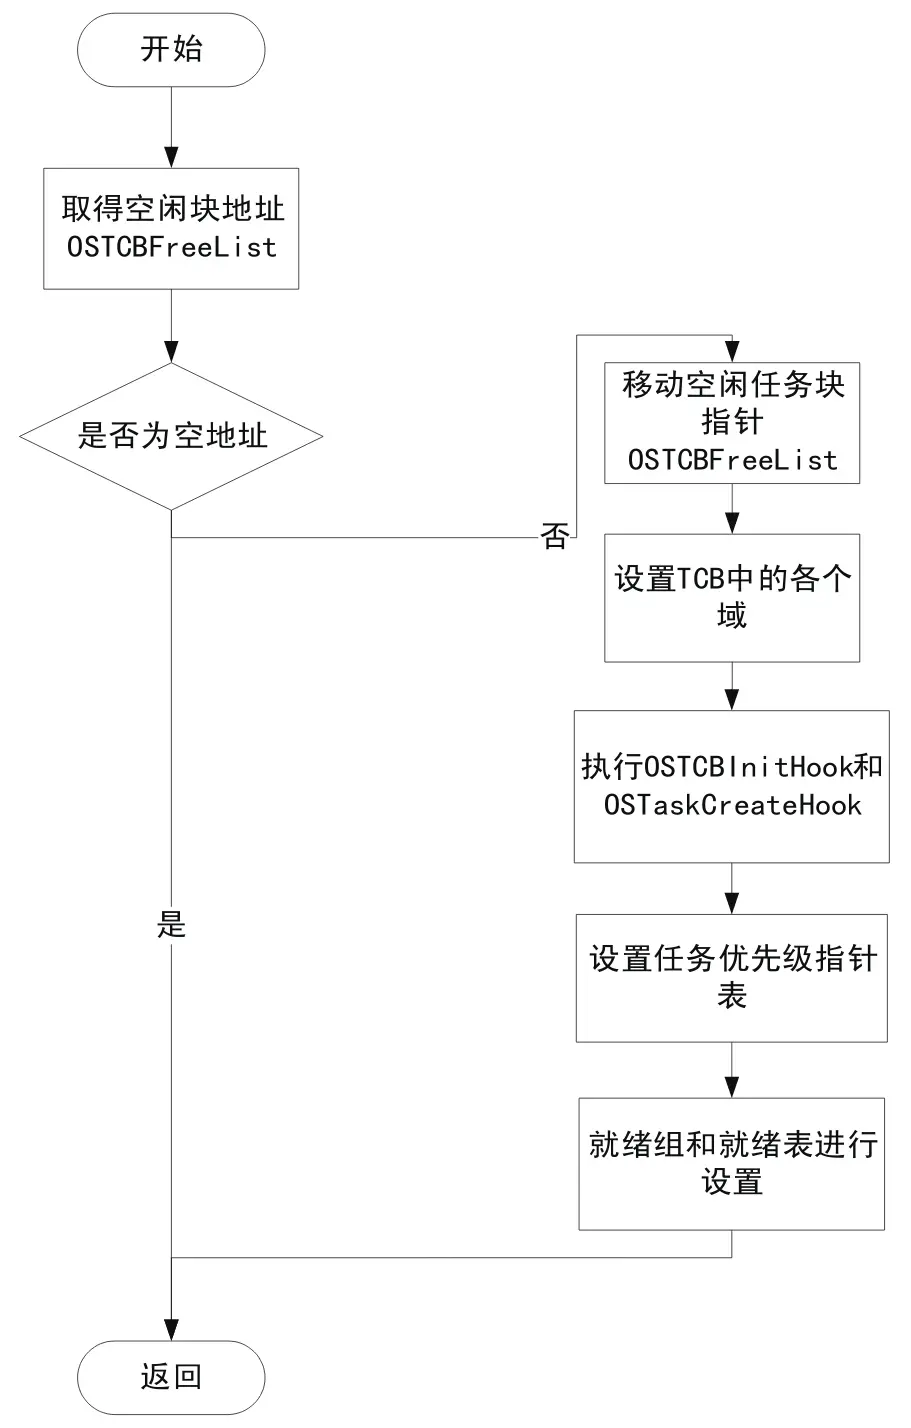 开始
取得空闲块地址
OSTCBFreeList
是否为空地址
否
移动空闲任务块
指针
OSTCBFreeList
设置TCB中的各个
域
执行OSTCBInitHook和
OSTaskCreateHook
设置任务优先级指针
表
就绪组和就绪表进行
设置
是
返回